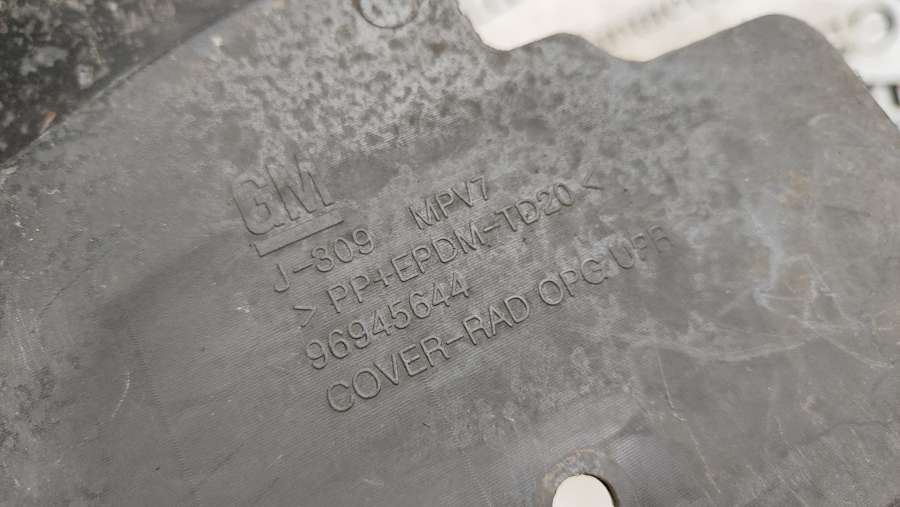 GM
J-309 MPV7
>PP+EPDM-TD20<
96945644
COVER-RAD OPG.UPR